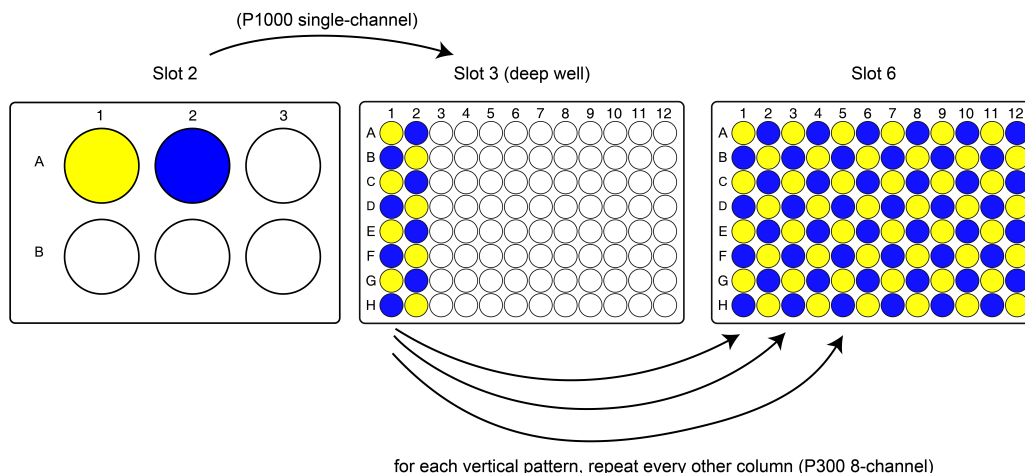 (P1000 single-channel)
Slot 2
Slot 3 (deep well)
Slot 6
1 2 3
A
B
1 2 3 4 5 6 7 8 9 10 11 12
A
B
C
D
E
F
G
H
1 2 3 4 5 6 7 8 9 10 11 12
A
B
C
D
E
F
G
H
for each vertical pattern, repeat every other column (P300 8-channel)